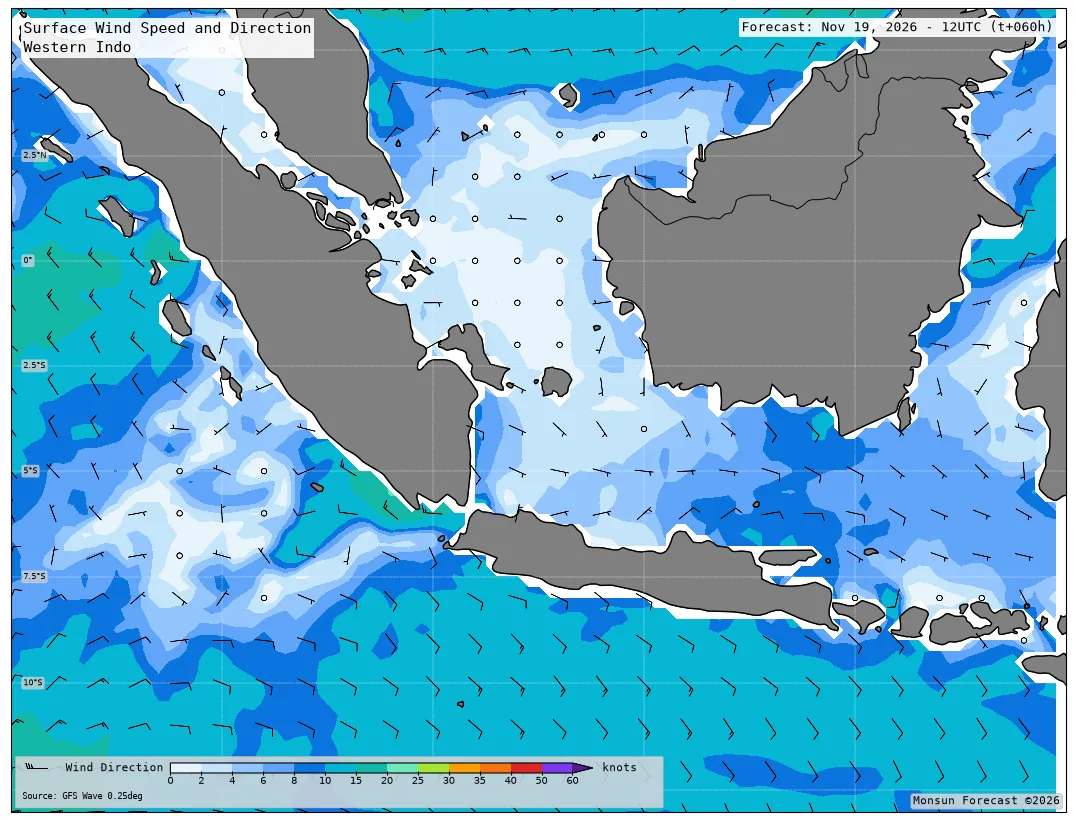 Surface Wind Speed and Direction
Western Indo
Forecast: Nov 19, 2026 - 12UTC (t+060h)
2.5°N
0°
2.5°S
5°S
7.5°S
10°S
Wind Direction
0 2 4 6 8 10 15 20 25 30 40 50 60
knots
Source: GFS Wave 0.25deg
Monsun Forecast ©2026